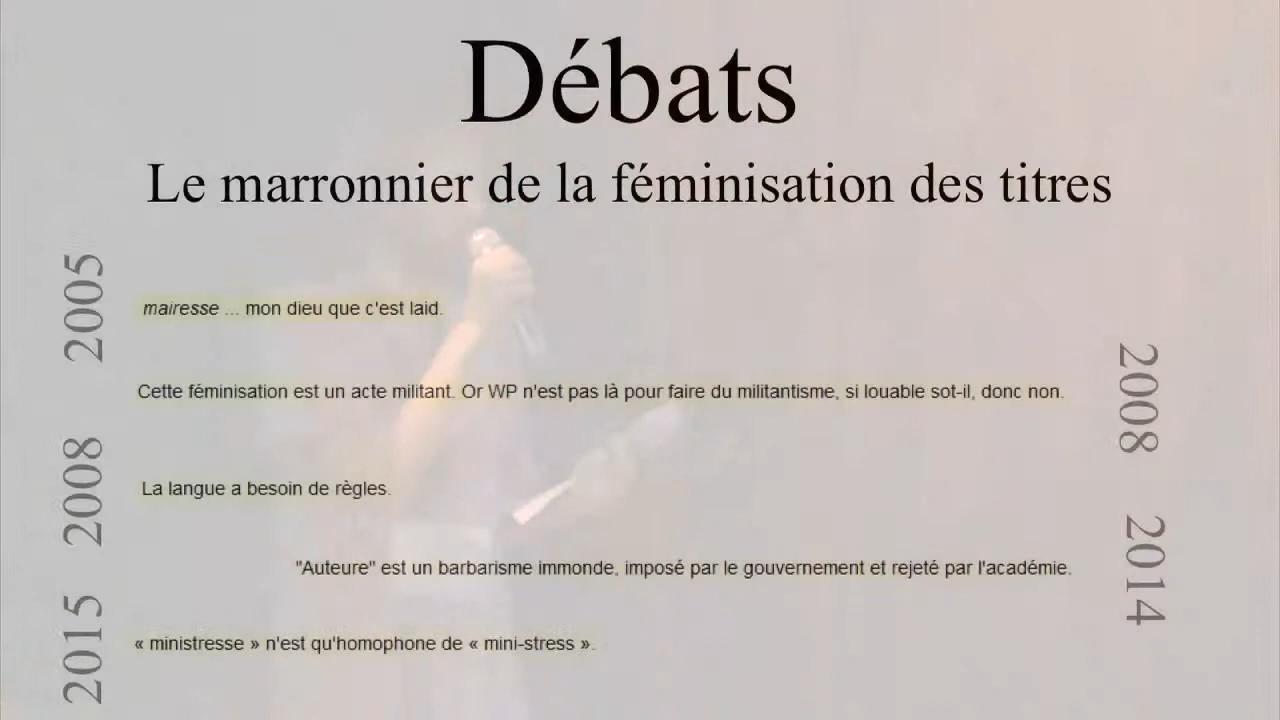 Débats
Le marronnier de la féminisation des titres
2005
mairesse ... mon dieu que c'est laid.
Cette féminisation est un acte militant. Or WP n'est pas là pour faire du militantisme, si louable sot-il, donc non.
2008
2008
La langue a besoin de règles.
"Auteure" est un barbarisme immonde, imposé par le gouvernement et rejeté par l'académie.
2014
2015
« ministresse » n'est qu'homophone de « mini-stress ».